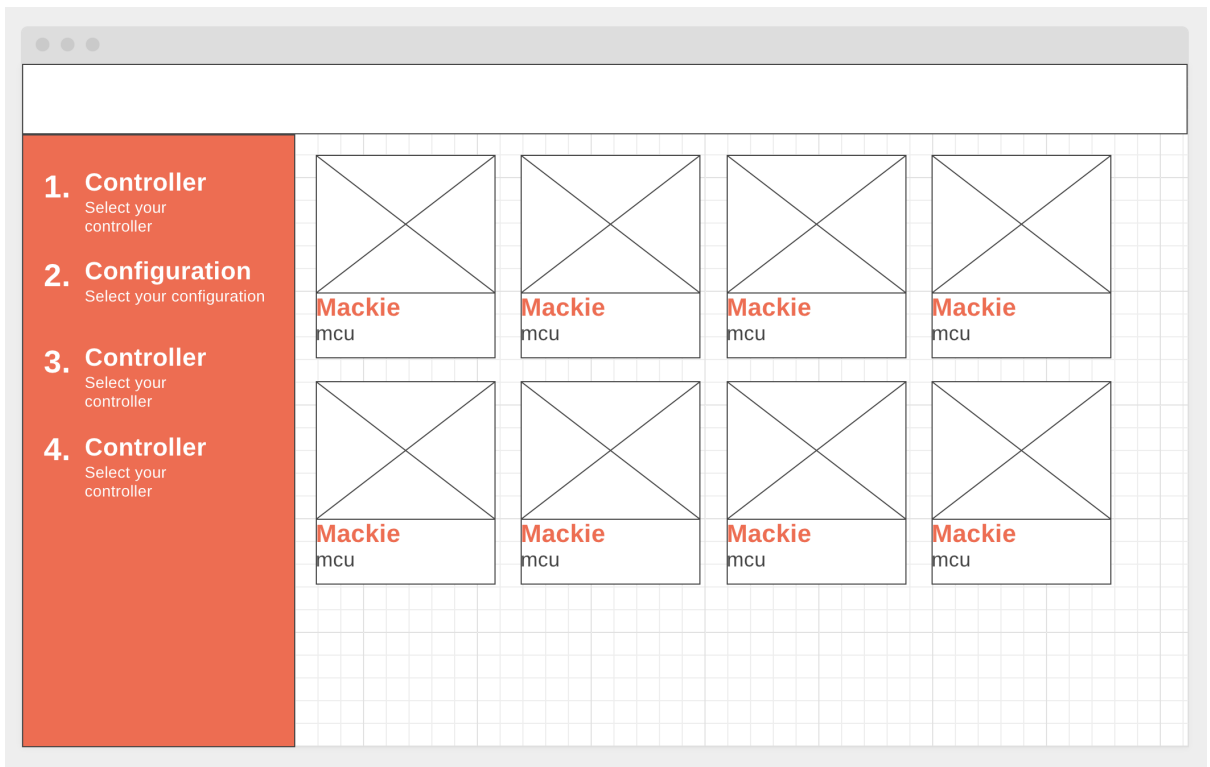 1. Controller
Select your
controller
2. Configuration
Select your configuration
3. Controller
Select your
controller
4. Controller
Select your
controller
Mackie
mcu
Mackie
mcu
Mackie
mcu
Mackie
mcu
Mackie
mcu
Mackie
mcu
Mackie
mcu
Mackie
mcu